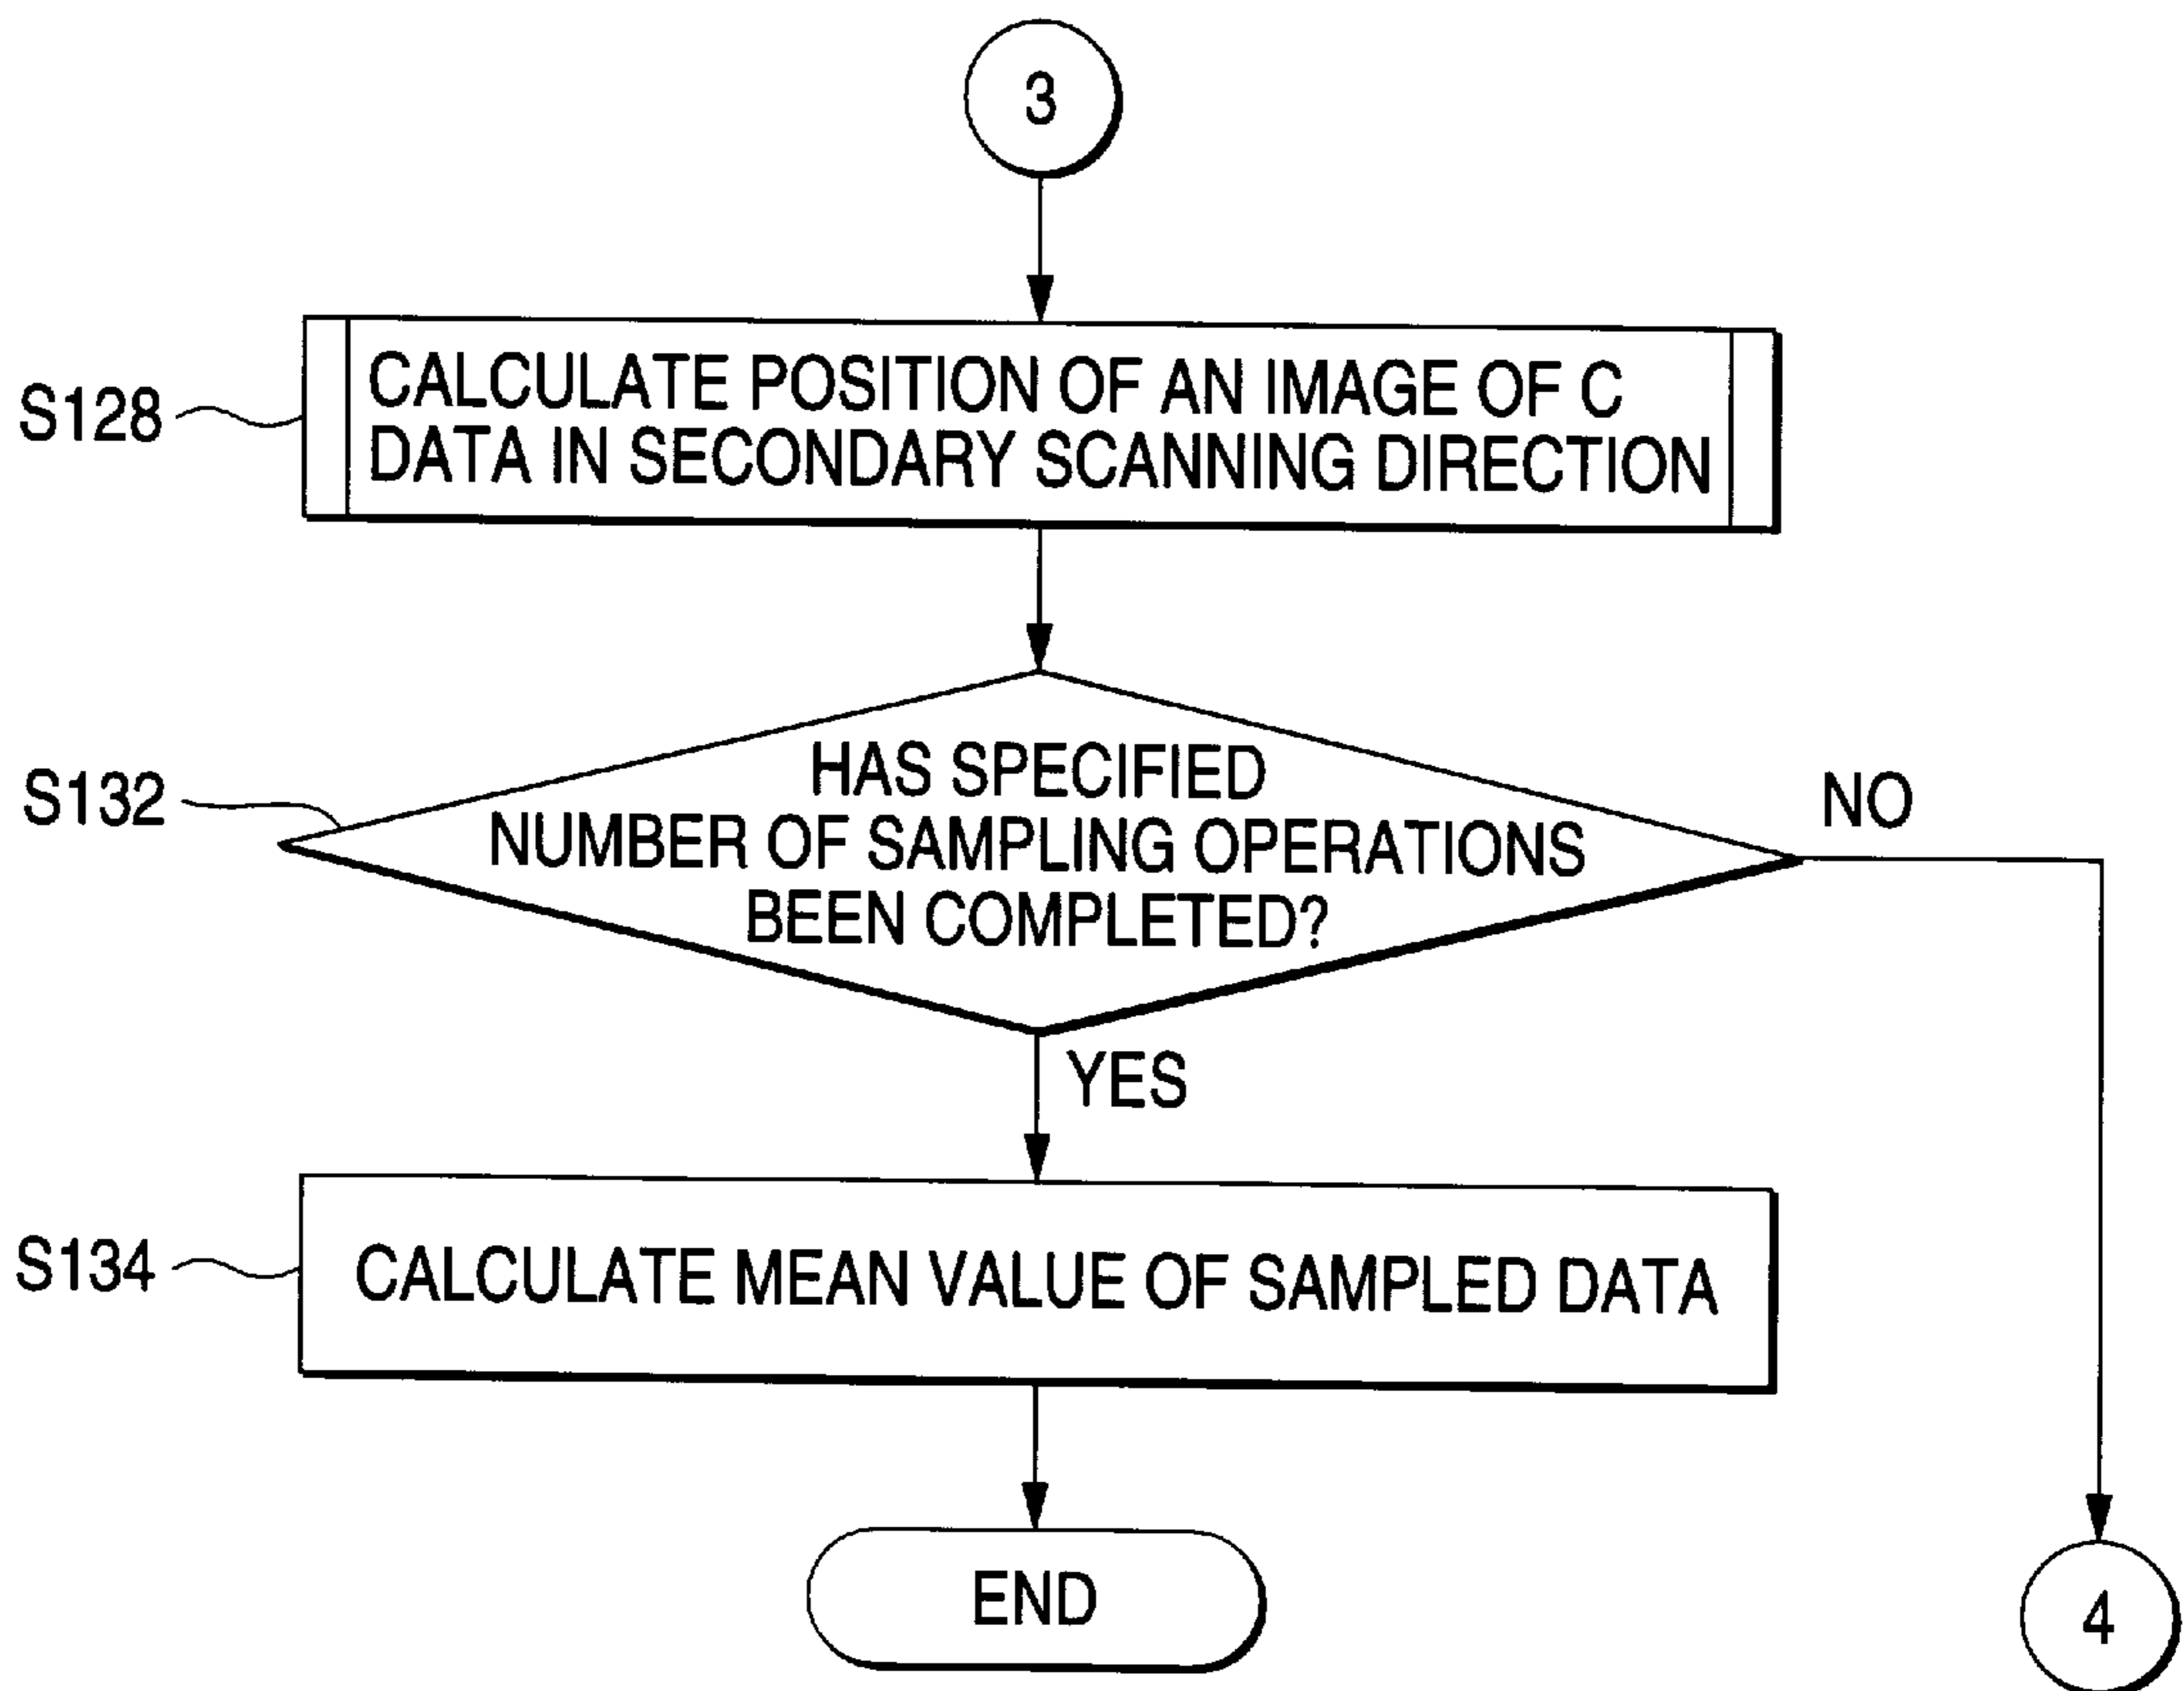 3
S128
CALCULATE POSITION OF AN IMAGE OF C
DATA IN SECONDARY SCANNING DIRECTION
S132
HAS SPECIFIED
NUMBER OF SAMPLING OPERATIONS
BEEN COMPLETED?
NO
YES
S134
CALCULATE MEAN VALUE OF SAMPLED DATA
END
4